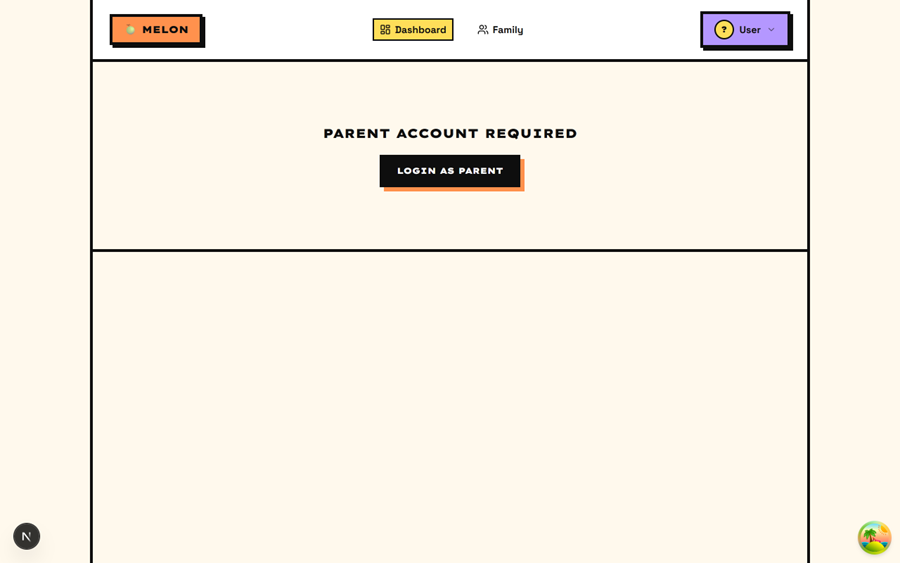 MELON
Dashboard
Family
?
User
PARENT ACCOUNT REQUIRED
LOGIN AS PARENT
N